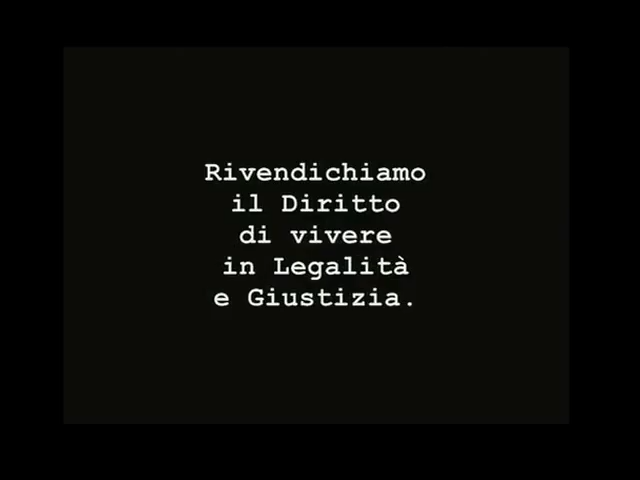 Rivendichiamo
il Diritto
di vivere
in Legalità
e Giustizia.